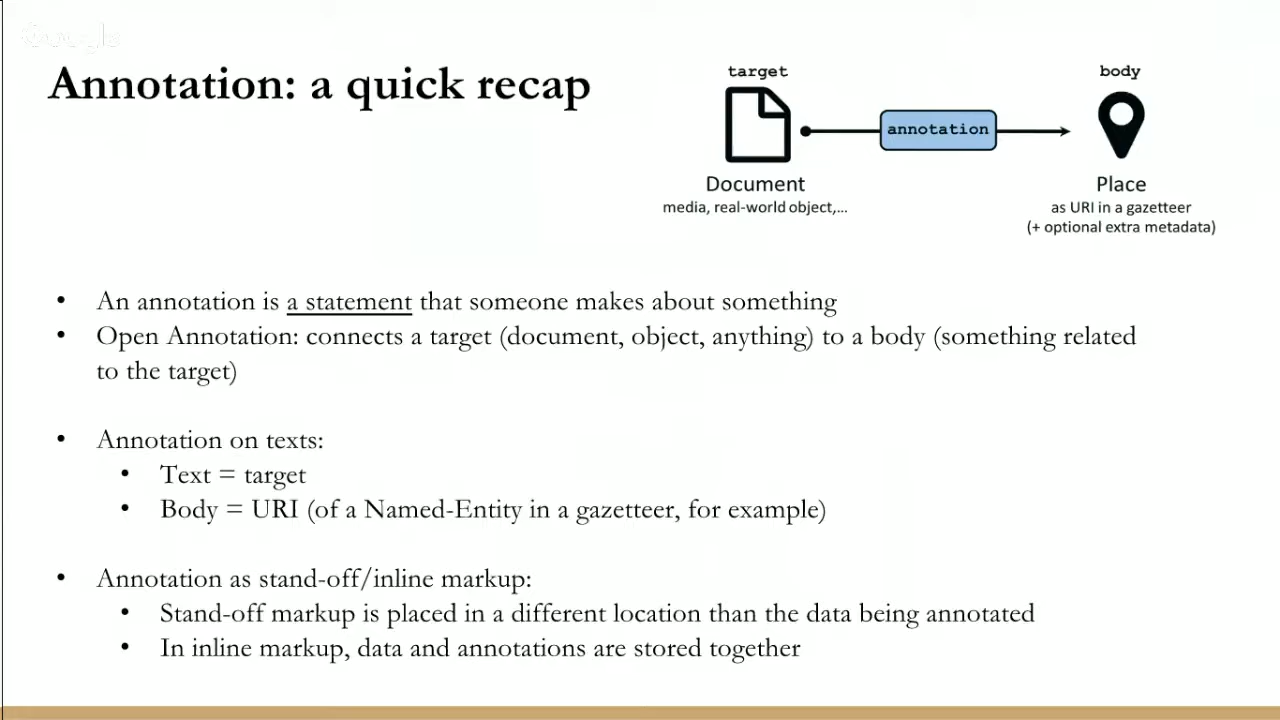 Google
Annotation: a quick recap
target
body
annotation
Document
Place
media, real-world object,...
as URI in a gazetteer
(+ optional extra metadata)
• An annotation is a statement that someone makes about something
• Open Annotation: connects a target (document, object, anything) to a body (something related
to the target)
• Annotation on texts:
• Text = target
• Body = URI (of a Named-Entity in a gazetteer, for example)
• Annotation as stand-off/inline markup:
• Stand-off markup is placed in a different location than the data being annotated
• In inline markup, data and annotations are stored together